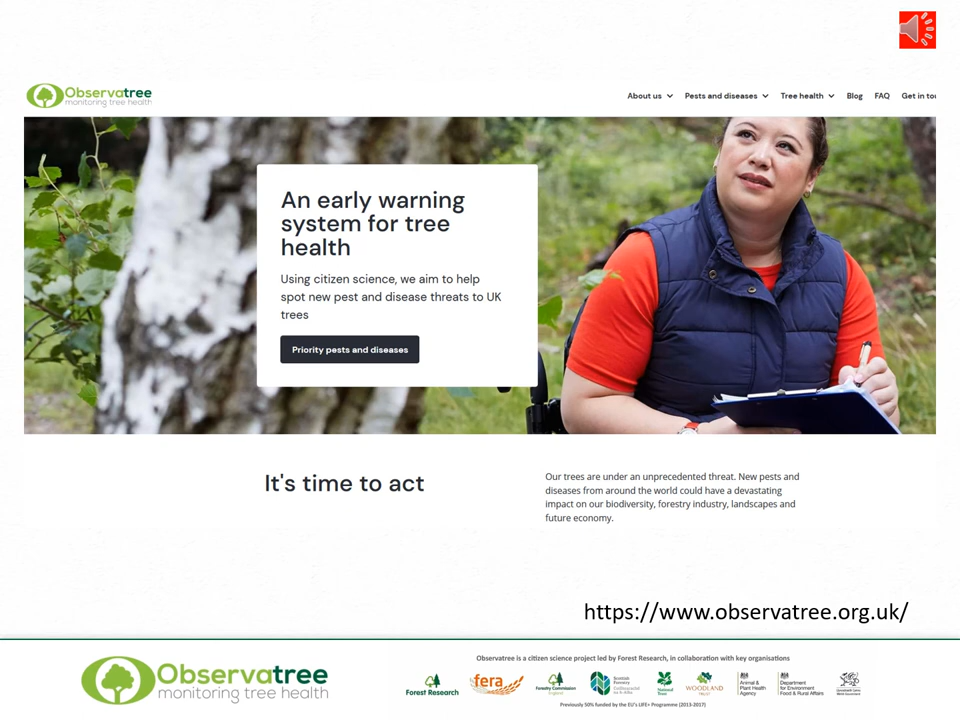 Observatree
monitoring tree health
About us
Pests and diseases
Tree health
Blog
FAQ
Get in tou
An early warning
system for tree
health
Using citizen science, we aim to help
spot new pest and disease threats to UK
trees
Priority pests and diseases
It's time to act
Our trees are under an unprecedented threat. New pests and
diseases from around the world could have a devastating
impact on our biodiversity, forestry industry, landscapes and
future economy.
https://www.observatree.org.uk/
Observatree
monitoring tree health
Observatree is a citizen science project led by Forest Research, in collaboration with key organisations
Forest Research
fera
Forestry Commission
England
Scottish
Forestry
National
Trust
WOODLAND
TRUST
Animal &
Plant Health
Agency
Department
for Environment
Food & Rural Affairs
Previously 50% funded by the EU's LIFE+ Programme (2013-2017)